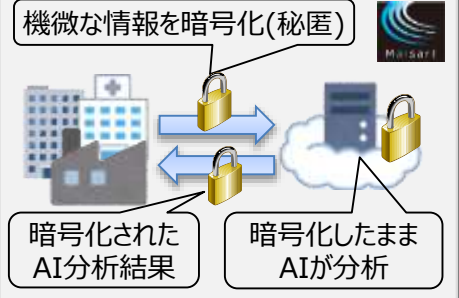 機微な情報を暗号化(秘匿)
Maisart
暗号化された
AI分析結果
暗号化したまま
AIが分析